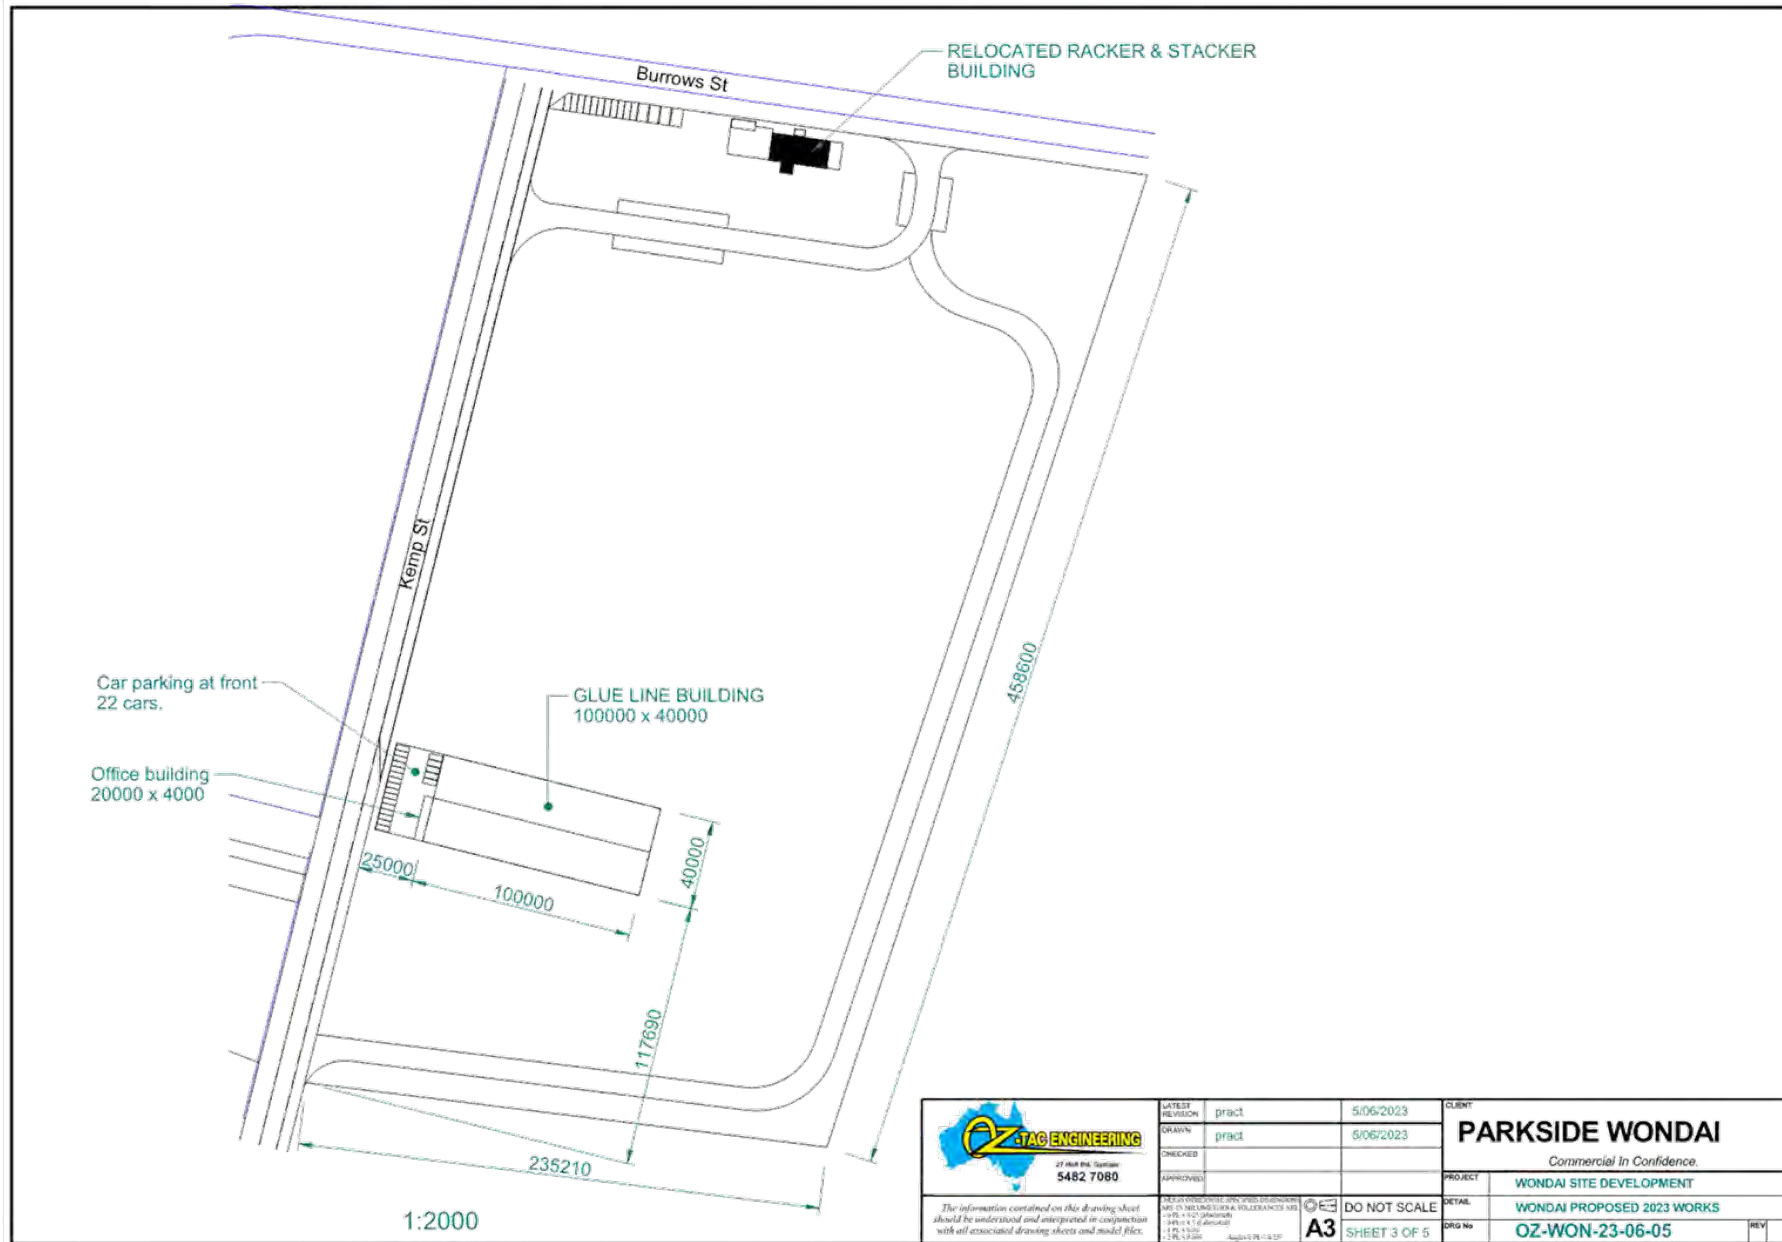 RELOCATED RACKER & STACKER
BUILDING
Burrows St
Kemp St
458600
Car parking at front
22 cars.
GLUE LINE BUILDING
100000 x 40000
Office building
20000 x 4000
25000
100000
40000
117690
235210
1:2000
OZ-TAC ENGINEERING
5482 7080
The information contained on this drawing sheet
should be understood and interpreted in conjunction
with all associated drawing sheets and model files.
LATEST
REVISION
pract
5/06/2023
DRAWN
pract
5/06/2023
CHECKED
APPROVED
A3
DO NOT SCALE
SHEET 3 OF 5
CLIENT
PARKSIDE WONDAI
Commercial In Confidence.
PROJECT
WONDAI SITE DEVELOPMENT
DETAIL
WONDAI PROPOSED 2023 WORKS
DRG No
OZ-WON-23-06-05
REV